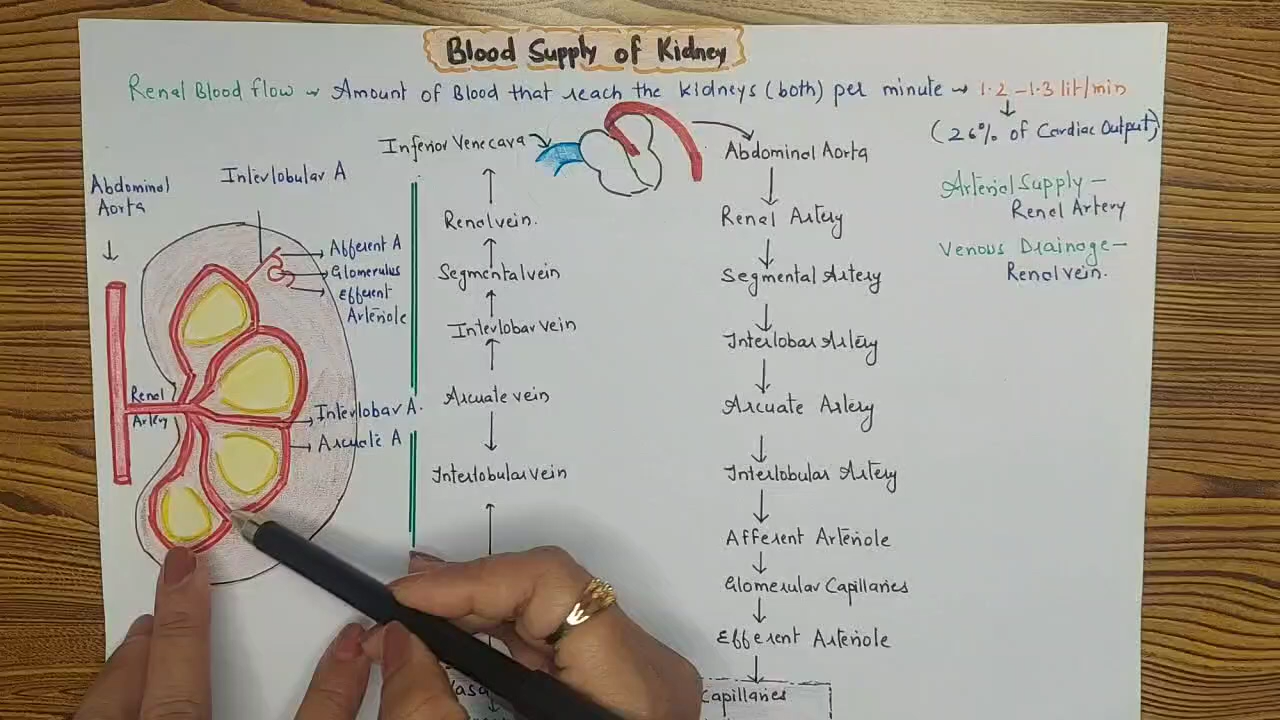 Blood Supply of Kidney
Renal Blood flow → Amount of Blood that reach the kidneys (both) per minute → 1.2 - 1.3 lit/min
(26% of Cardiac Output)
Arterial Supply -
Renal Artery
Venous Drainage -
Renal vein.
Abdominal
Aorta
Interlobular A
Afferent A
Glomerulus
Efferent
Arteriole
Renal
Artery
Interlobar A.
Arcuate A
Inferior Venecava
Renal vein.
Segmental vein
Interlobar vein
Arcuate vein
Interlobular vein
Vasa
Abdominal Aorta
Renal Artery
Segmental Artery
Interlobar Artery
Arcuate Artery
Interlobular Artery
Afferent Arteriole
Glomerular Capillaries
Efferent Arteriole
Capillaries